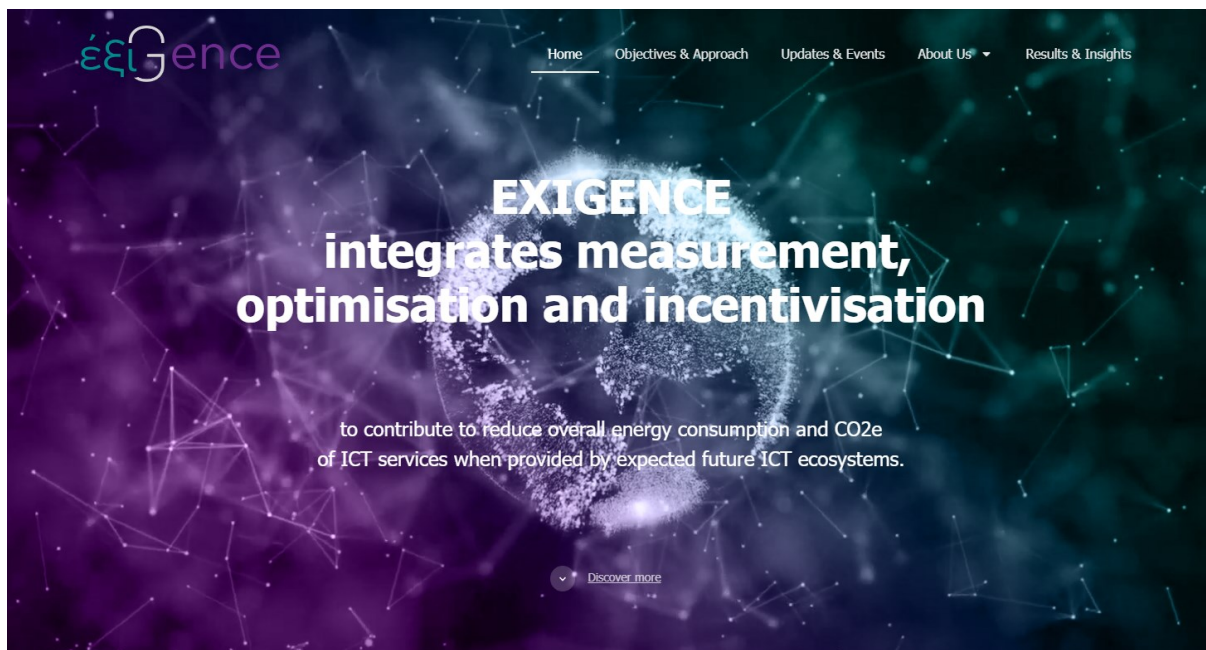 έξιGence
Home Objectives & Approach Updates & Events About Us Results & Insights
EXIGENCE
integrates measurement,
optimisation and incentivisation
to contribute to reduce overall energy consumption and CO2e
of ICT services when provided by expected future ICT ecosystems.
Discover more